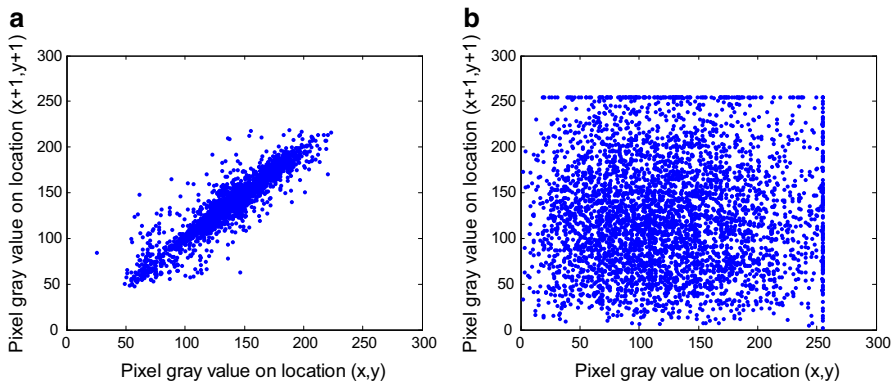 a
300
250
200
150
100
50
0
0 50 100 150 200 250 300
Pixel gray value on location (x+1,y+1)
Pixel gray value on location (x,y)
b
300
250
200
150
100
50
0
0 50 100 150 200 250 300
Pixel gray value on location (x+1,y+1)
Pixel gray value on location (x,y)